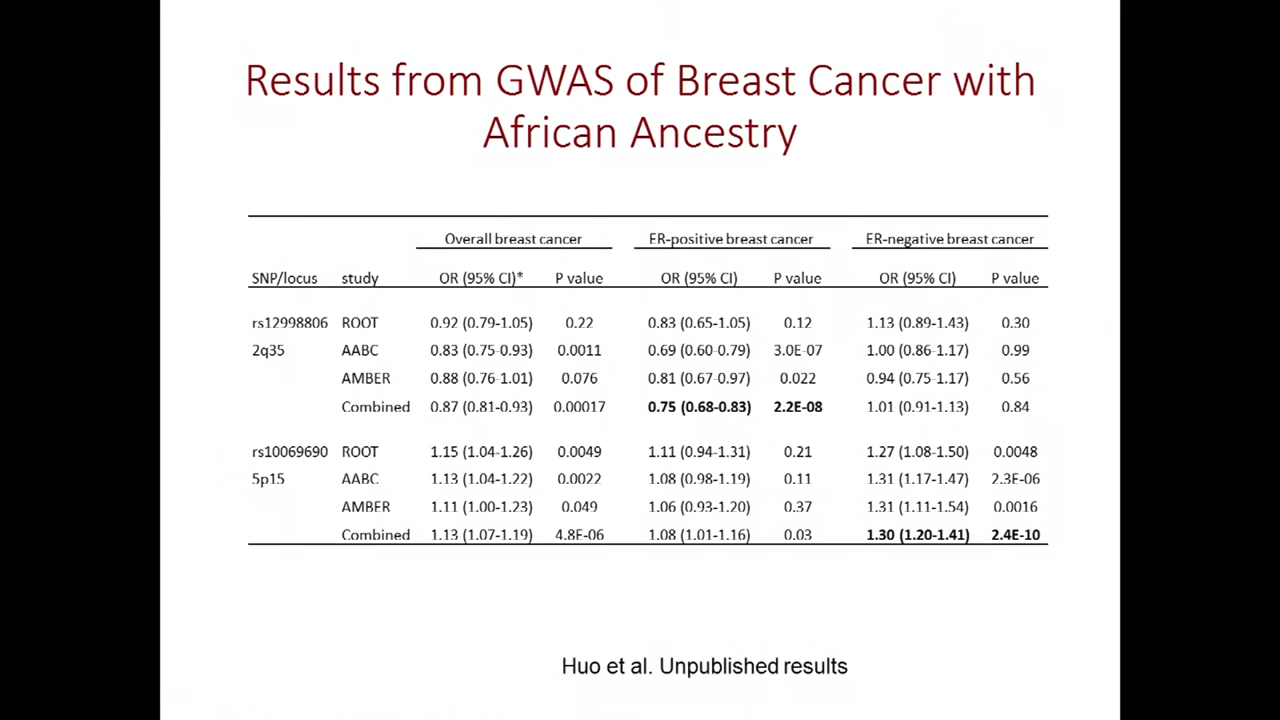 Results from GWAS of Breast Cancer with
African Ancestry
Overall breast cancer ER-positive breast cancer ER-negative breast cancer
SNP/locus study OR (95% CI)* P value OR (95% CI) P value OR (95% CI) P value
rs12998806 ROOT 0.92 (0.79-1.05) 0.22 0.83 (0.65-1.05) 0.12 1.13 (0.89-1.43) 0.30
2q35 AABC 0.83 (0.75-0.93) 0.0011 0.69 (0.60-0.79) 3.0E-07 1.00 (0.86-1.17) 0.99
AMBER 0.88 (0.76-1.01) 0.076 0.81 (0.67-0.97) 0.022 0.94 (0.75-1.17) 0.56
Combined 0.87 (0.81-0.93) 0.00017 0.75 (0.68-0.83) 2.2E-08 1.01 (0.91-1.13) 0.84
rs10069690 ROOT 1.15 (1.04-1.26) 0.0049 1.11 (0.94-1.31) 0.21 1.27 (1.08-1.50) 0.0048
5p15 AABC 1.13 (1.04-1.22) 0.0022 1.08 (0.98-1.19) 0.11 1.31 (1.17-1.47) 2.3E-06
AMBER 1.11 (1.00-1.23) 0.049 1.06 (0.93-1.20) 0.37 1.31 (1.11-1.54) 0.0016
Combined 1.13 (1.07-1.19) 4.8E-06 1.08 (1.01-1.16) 0.03 1.30 (1.20-1.41) 2.4E-10
Huo et al. Unpublished results